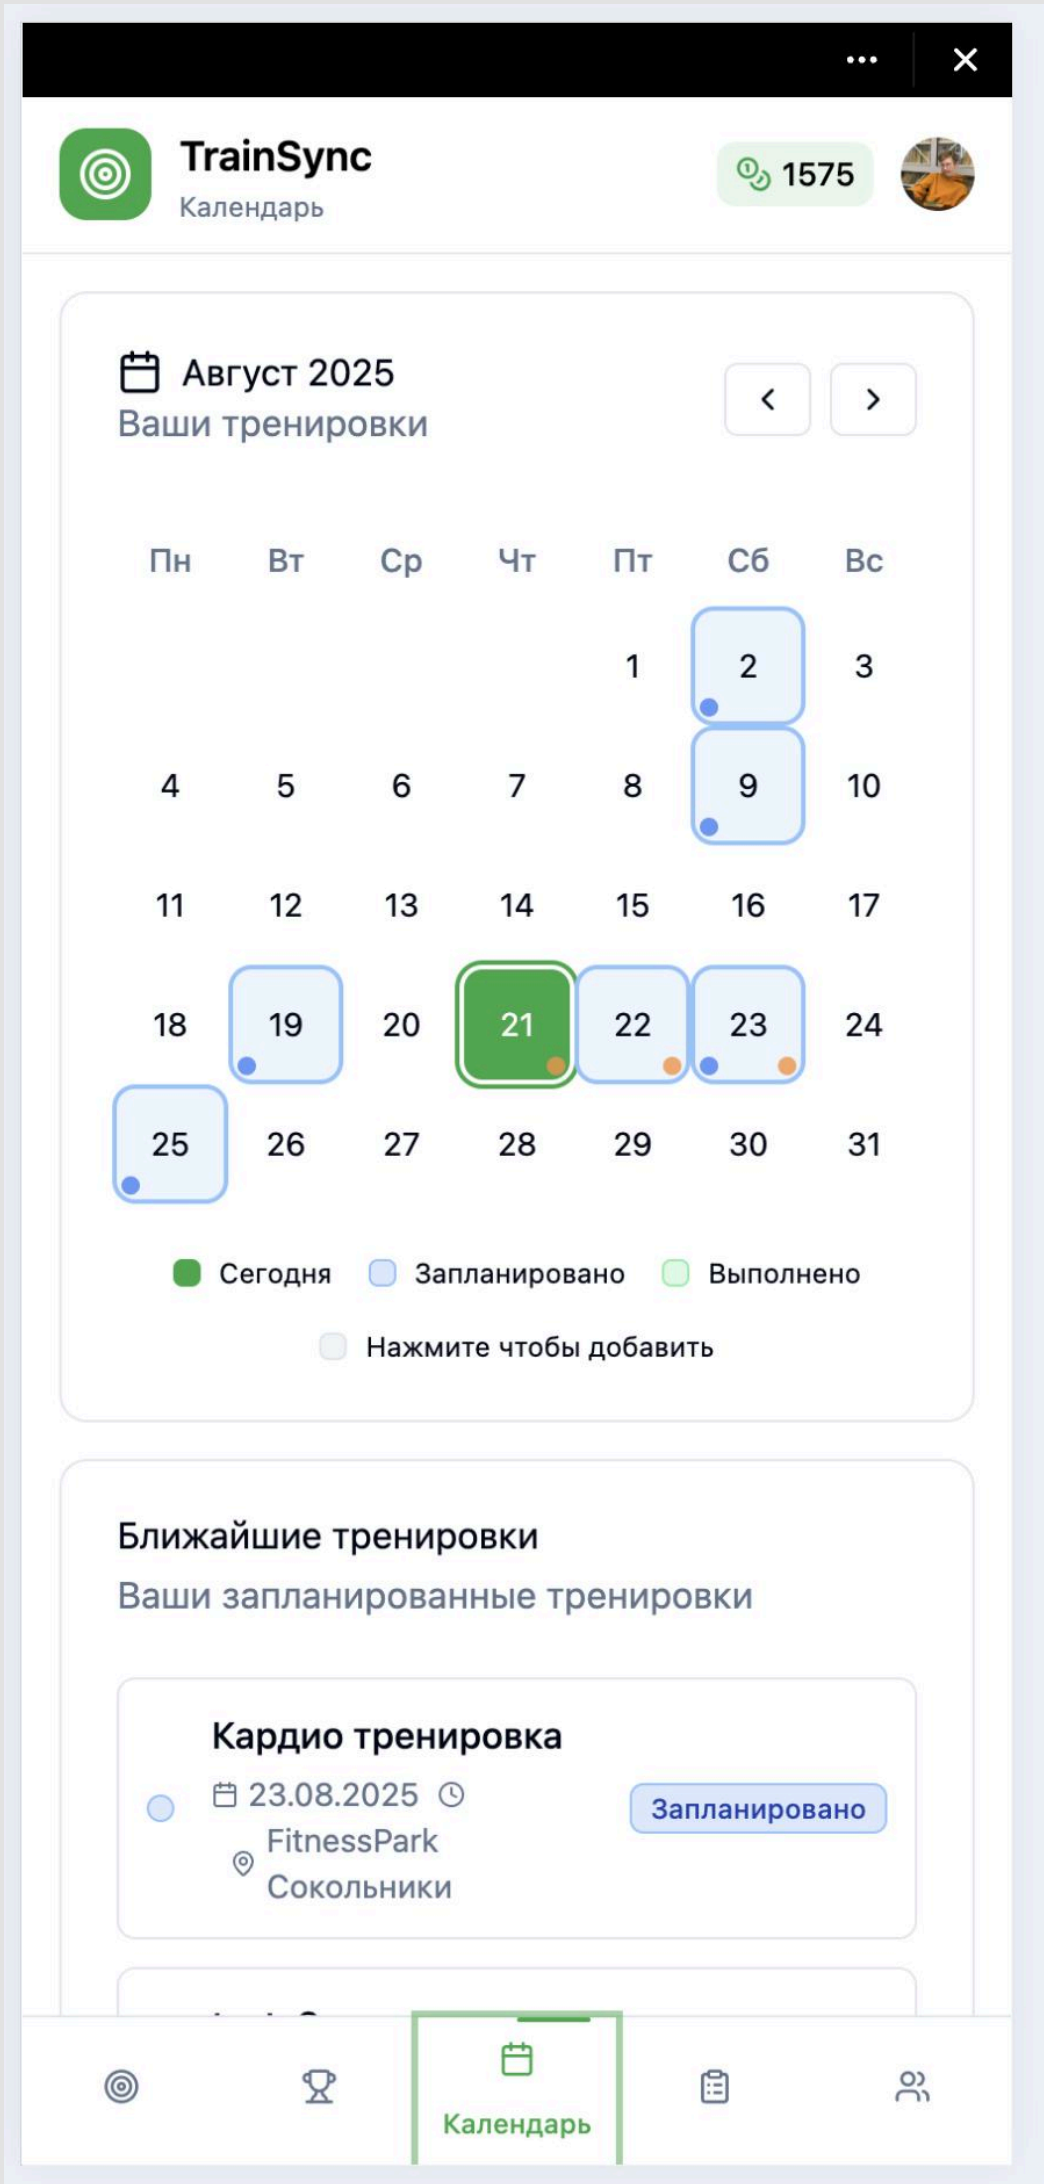 TrainSync
Календарь
1575
Август 2025
Ваши тренировки
Пн Вт Ср Чт Пт Сб Вс
1 2 3
4 5 6 7 8 9 10
11 12 13 14 15 16 17
18 19 20 21 22 23 24
25 26 27 28 29 30 31
Сегодня Запланировано Выполнено
Нажмите чтобы добавить
Ближайшие тренировки
Ваши запланированные тренировки
Кардио тренировка
23.08.2025
Запланировано
FitnessPark
Сокольники
Календарь